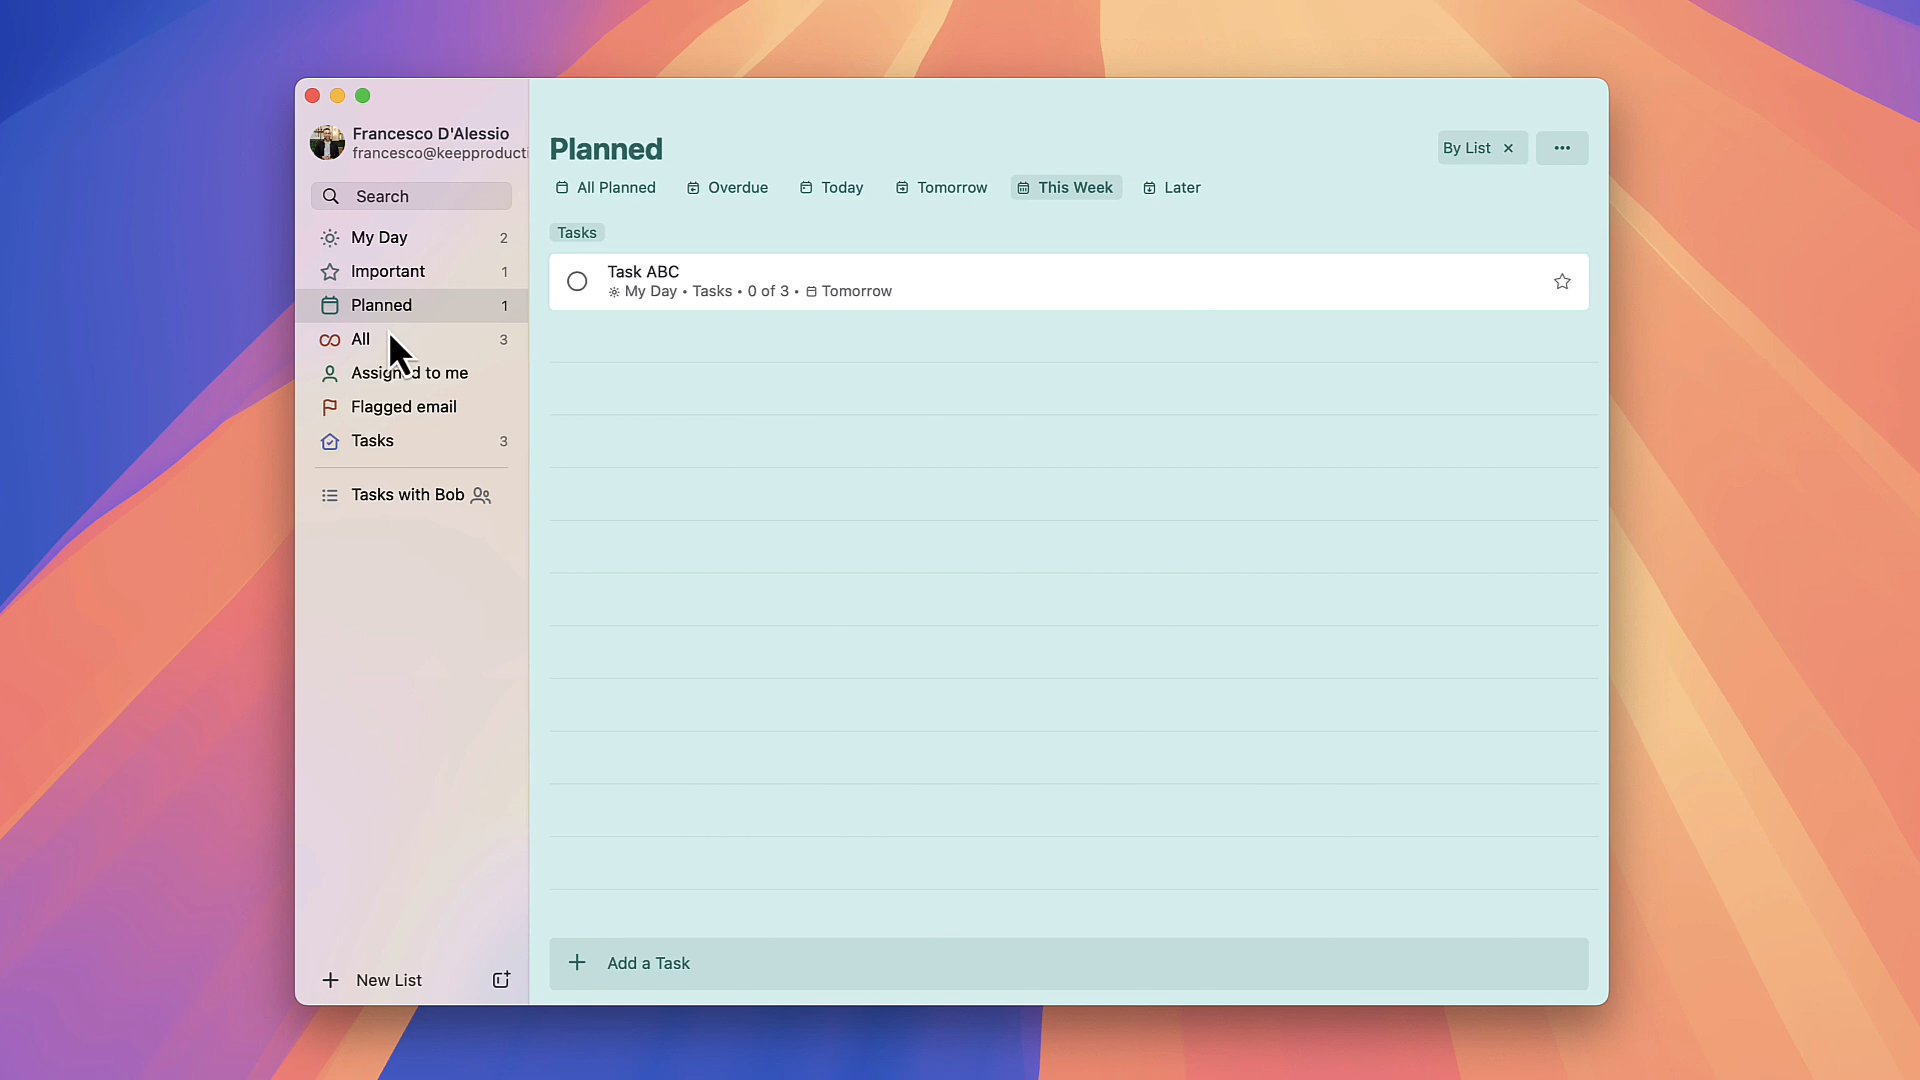 Francesco D'Alessio
francesco@keepproducti
Search
My Day 2
Important 1
Planned 1
All 3
Assigned to me
Flagged email
Tasks 3
Tasks with Bob
New List
Planned
By List
All Planned Overdue Today Tomorrow This Week Later
Tasks
Task ABC
My Day • Tasks • 0 of 3 • Tomorrow
Add a Task